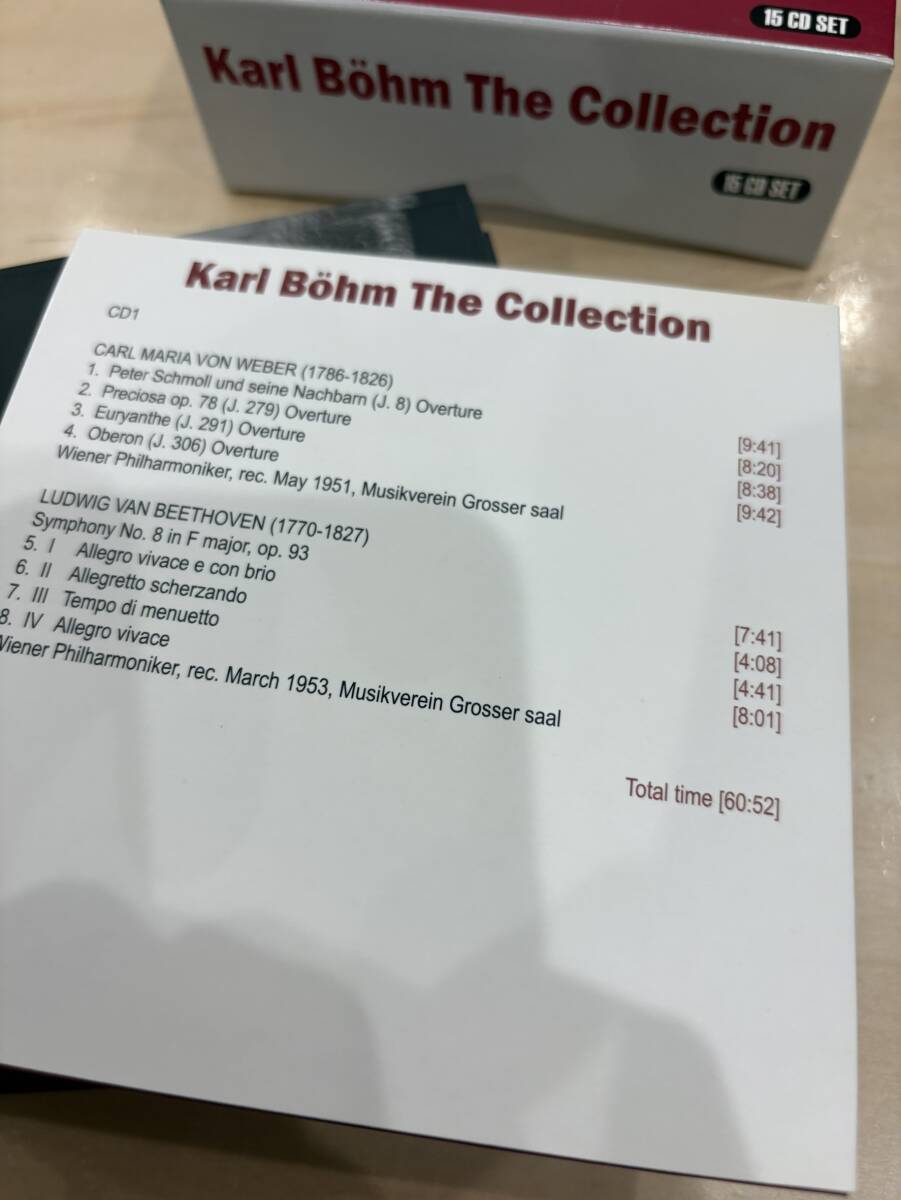 15 CD SET
Karl Böhm The Collection
15 CD SET
Karl Böhm The Collection
CD1
CARL MARIA VON WEBER (1786-1826)
1. Peter Schmoll und seine Nachbarn (J. 8) Overture [9:41]
2. Preciosa op. 78 (J. 279) Overture [8:20]
3. Euryanthe (J. 291) Overture [8:38]
4. Oberon (J. 306) Overture [9:42]
Wiener Philharmoniker, rec. May 1951, Musikverein Grosser saal
LUDWIG VAN BEETHOVEN (1770-1827)
Symphony No. 8 in F major, op. 93
5. I Allegro vivace e con brio [7:41]
6. II Allegretto scherzando [4:08]
7. III Tempo di menuetto [4:41]
8. IV Allegro vivace [8:01]
Wiener Philharmoniker, rec. March 1953, Musikverein Grosser saal
Total time [60:52]